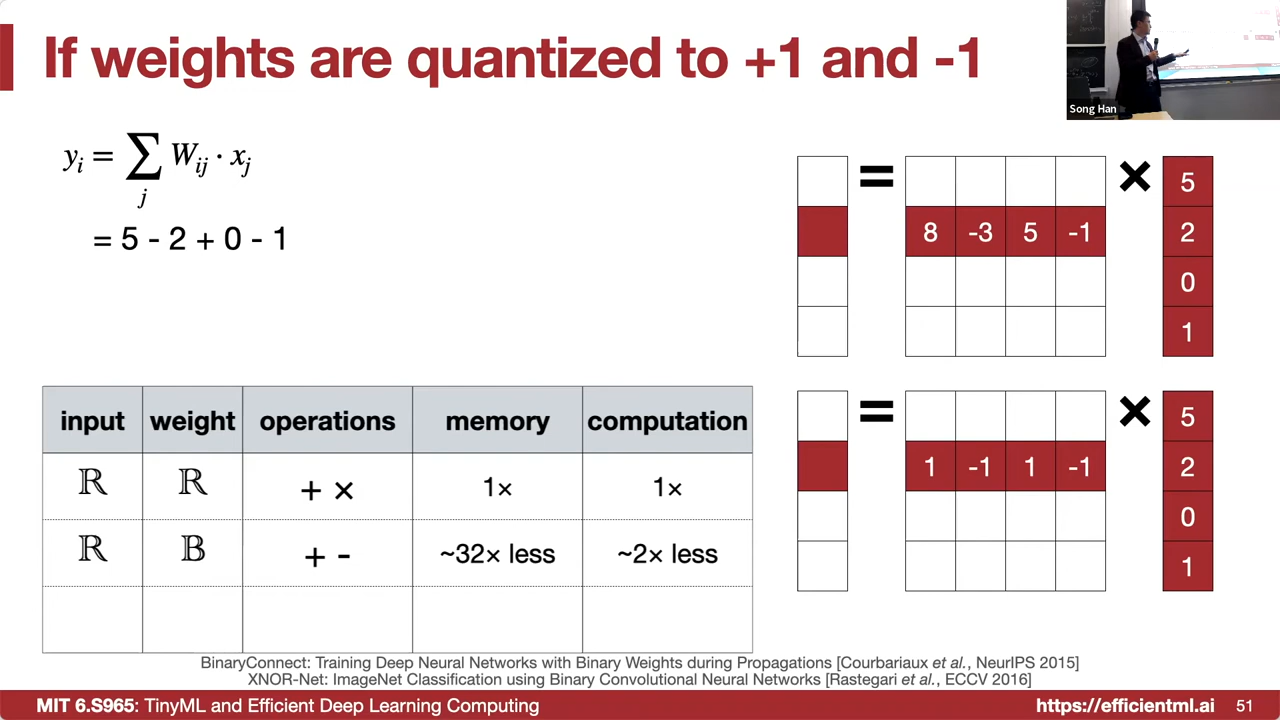 If weights are quantized to +1 and -1
Song Han
yᵢ = ∑ Wᵢⱼ · xⱼ
j
= 5 - 2 + 0 - 1
= × 5
8 -3 5 -1 2
0
1
= × 5
1 -1 1 -1 2
0
1
input weight operations memory computation
ℝ ℝ + × 1× 1×
ℝ 𝔹 + - ~32× less ~2× less
BinaryConnect: Training Deep Neural Networks with Binary Weights during Propagations [Courbariaux et al., NeurIPS 2015]
XNOR-Net: ImageNet Classification using Binary Convolutional Neural Networks [Rastegari et al., ECCV 2016]
MIT 6.S965: TinyML and Efficient Deep Learning Computing https://efficientml.ai 51